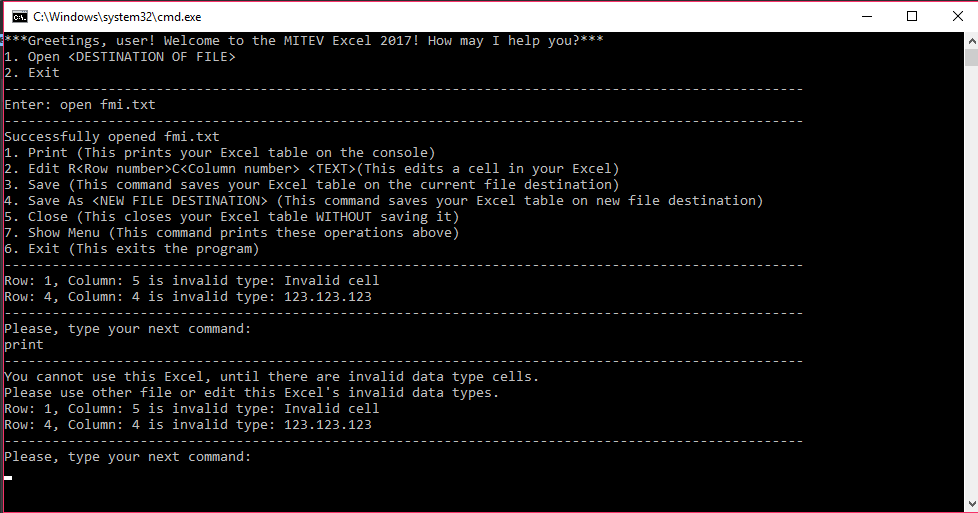 C:\Windows\system32\cmd.exe
***Greetings, user! Welcome to the MITEV Excel 2017! How may I help you?***
1. Open <DESTINATION OF FILE>
2. Exit
----------------------------------------------------------------------------------------------------
Enter: open fmi.txt
----------------------------------------------------------------------------------------------------
Successfully opened fmi.txt
1. Print (This prints your Excel table on the console)
2. Edit R<Row number>C<Column number> <TEXT>(This edits a cell in your Excel)
3. Save (This command saves your Excel table on the current file destination)
4. Save As <NEW FILE DESTINATION> (This command saves your Excel table on new file destination)
5. Close (This closes your Excel table WITHOUT saving it)
7. Show Menu (This command prints these operations above)
6. Exit (This exits the program)
----------------------------------------------------------------------------------------------------
Row: 1, Column: 5 is invalid type: Invalid cell
Row: 4, Column: 4 is invalid type: 123.123.123
----------------------------------------------------------------------------------------------------
Please, type your next command:
print
----------------------------------------------------------------------------------------------------
You cannot use this Excel, until there are invalid data type cells.
Please use other file or edit this Excel's invalid data types.
Row: 1, Column: 5 is invalid type: Invalid cell
Row: 4, Column: 4 is invalid type: 123.123.123
----------------------------------------------------------------------------------------------------
Please, type your next command: